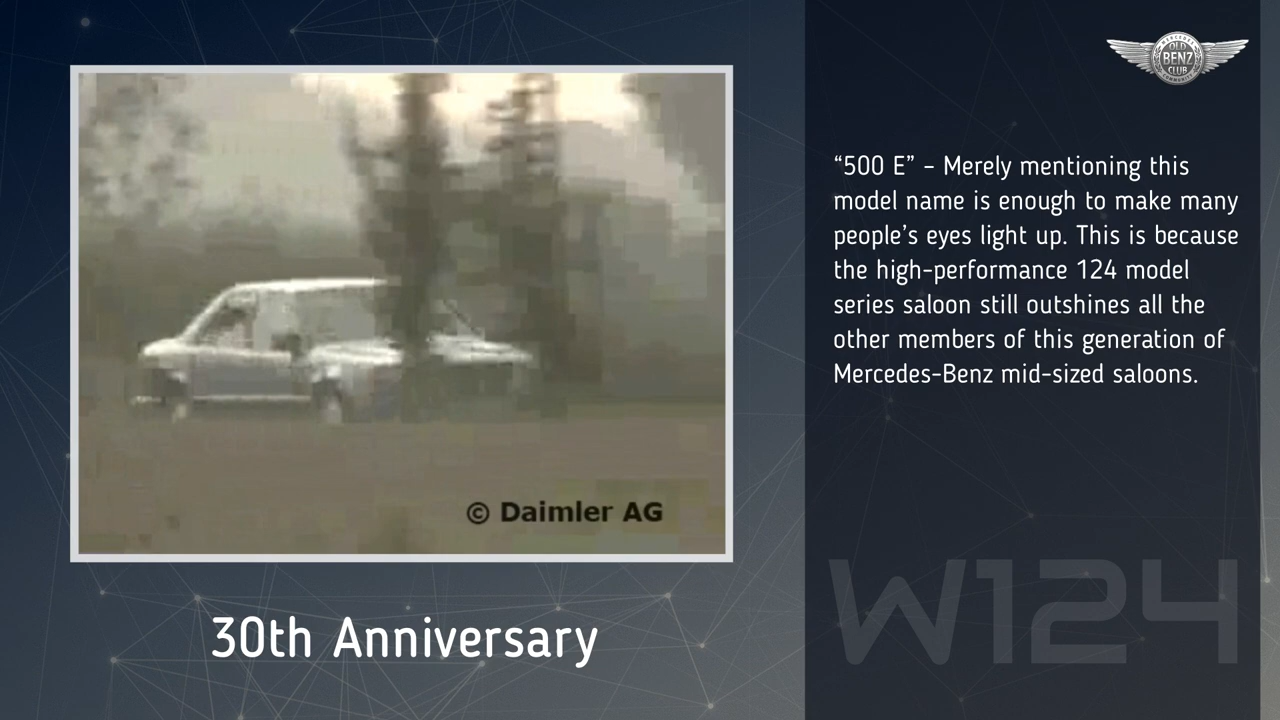 OLD
BENZ
CLUB
“500 E” – Merely mentioning this
model name is enough to make many
people’s eyes light up. This is because
the high-performance 124 model
series saloon still outshines all the
other members of this generation of
Mercedes-Benz mid-sized saloons.
© Daimler AG
30th Anniversary
W124